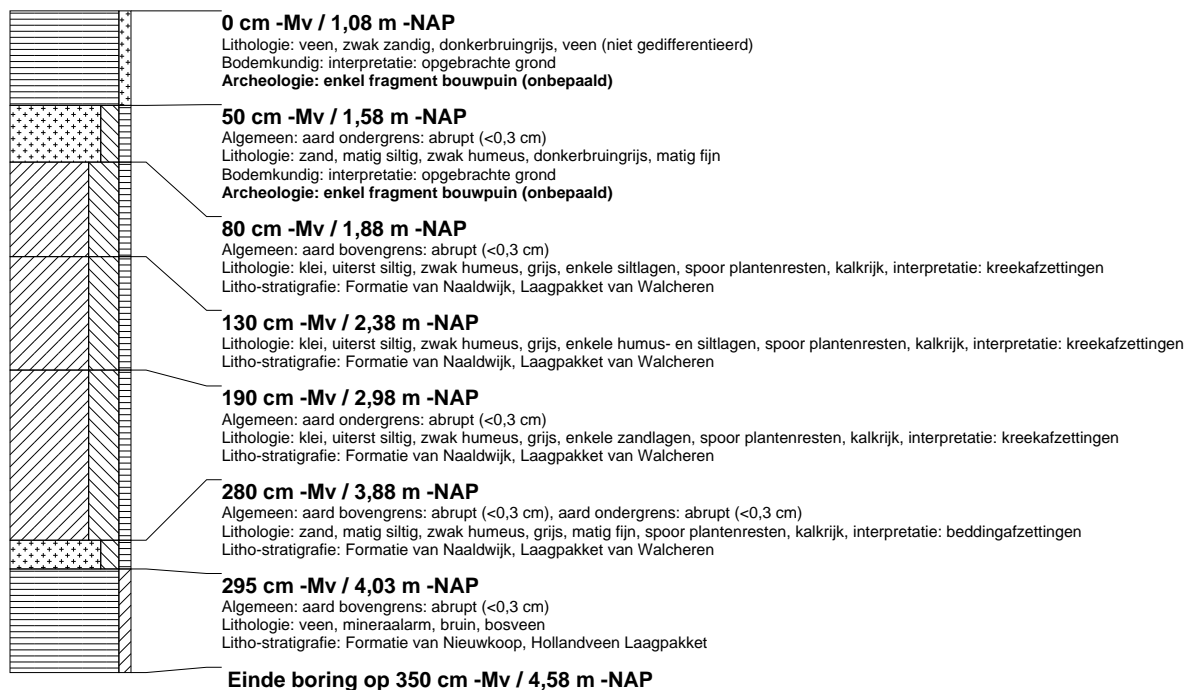 0 cm -Mv / 1,08 m -NAP
Lithologie: veen, zwak zandig, donkerbruingrijs, veen (niet gedifferentieerd)
Bodemkundig: interpretatie: opgebrachte grond
Archeologie: enkel fragment bouwpuin (onbepaald)
50 cm -Mv / 1,58 m -NAP
Algemeen: aard ondergrens: abrupt (<0,3 cm)
Lithologie: zand, matig siltig, zwak humeus, donkerbruingrijs, matig fijn
Bodemkundig: interpretatie: opgebrachte grond
Archeologie: enkel fragment bouwpuin (onbepaald)
80 cm -Mv / 1,88 m -NAP
Algemeen: aard bovengrens: abrupt (<0,3 cm)
Lithologie: klei, uiterst siltig, zwak humeus, grijs, enkele siltlagen, spoor plantenresten, kalkrijk, interpretatie: kreekafzettingen
Litho-stratigrafie: Formatie van Naaldwijk, Laagpakket van Walcheren
130 cm -Mv / 2,38 m -NAP
Lithologie: klei, uiterst siltig, zwak humeus, grijs, enkele humus- en siltlagen, spoor plantenresten, kalkrijk, interpretatie: kreekafzettingen
Litho-stratigrafie: Formatie van Naaldwijk, Laagpakket van Walcheren
190 cm -Mv / 2,98 m -NAP
Algemeen: aard ondergrens: abrupt (<0,3 cm)
Lithologie: klei, uiterst siltig, zwak humeus, grijs, enkele zandlagen, spoor plantenresten, kalkrijk, interpretatie: kreekafzettingen
Litho-stratigrafie: Formatie van Naaldwijk, Laagpakket van Walcheren
280 cm -Mv / 3,88 m -NAP
Algemeen: aard bovengrens: abrupt (<0,3 cm), aard ondergrens: abrupt (<0,3 cm)
Lithologie: zand, matig siltig, zwak humeus, grijs, matig fijn, spoor plantenresten, kalkrijk, interpretatie: beddingafzettingen
Litho-stratigrafie: Formatie van Naaldwijk, Laagpakket van Walcheren
295 cm -Mv / 4,03 m -NAP
Algemeen: aard bovengrens: abrupt (<0,3 cm)
Lithologie: veen, mineraalarm, bruin, bosveen
Litho-stratigrafie: Formatie van Nieuwkoop, Hollandveen Laagpakket
Einde boring op 350 cm -Mv / 4,58 m -NAP